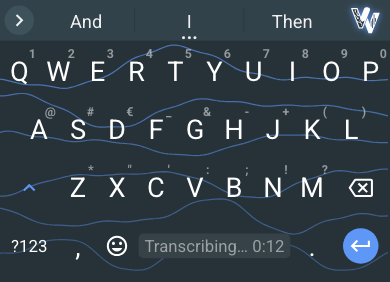 And I Then
1 2 3 4 5 6 7 8 9 0
Q W E R T Y U I O P
@ # € _ & - + ( )
A S D F G H J K L
* " ' : ; ! ?
Z X C V B N M
?123 , Transcribing... 0:12 .